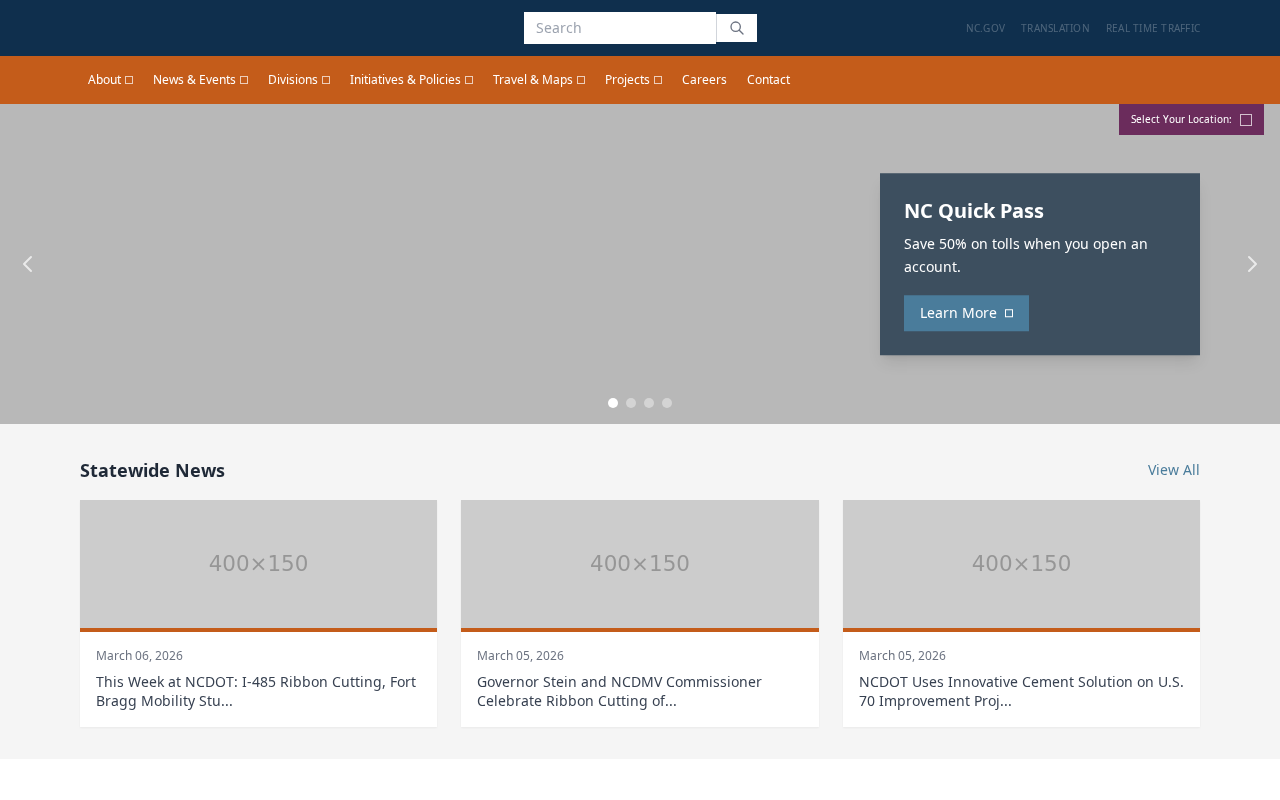 Search
NC.GOV TRANSLATION REAL TIME TRAFFIC
About News & Events Divisions Initiatives & Policies Travel & Maps Projects Careers Contact
Select Your Location:
NC Quick Pass
Save 50% on tolls when you open an
account.
Learn More
Statewide News
View All
400×150
400×150
400×150
March 06, 2026
This Week at NCDOT: I-485 Ribbon Cutting, Fort
Bragg Mobility Stu...
March 05, 2026
Governor Stein and NCDMV Commissioner
Celebrate Ribbon Cutting of...
March 05, 2026
NCDOT Uses Innovative Cement Solution on U.S.
70 Improvement Proj...